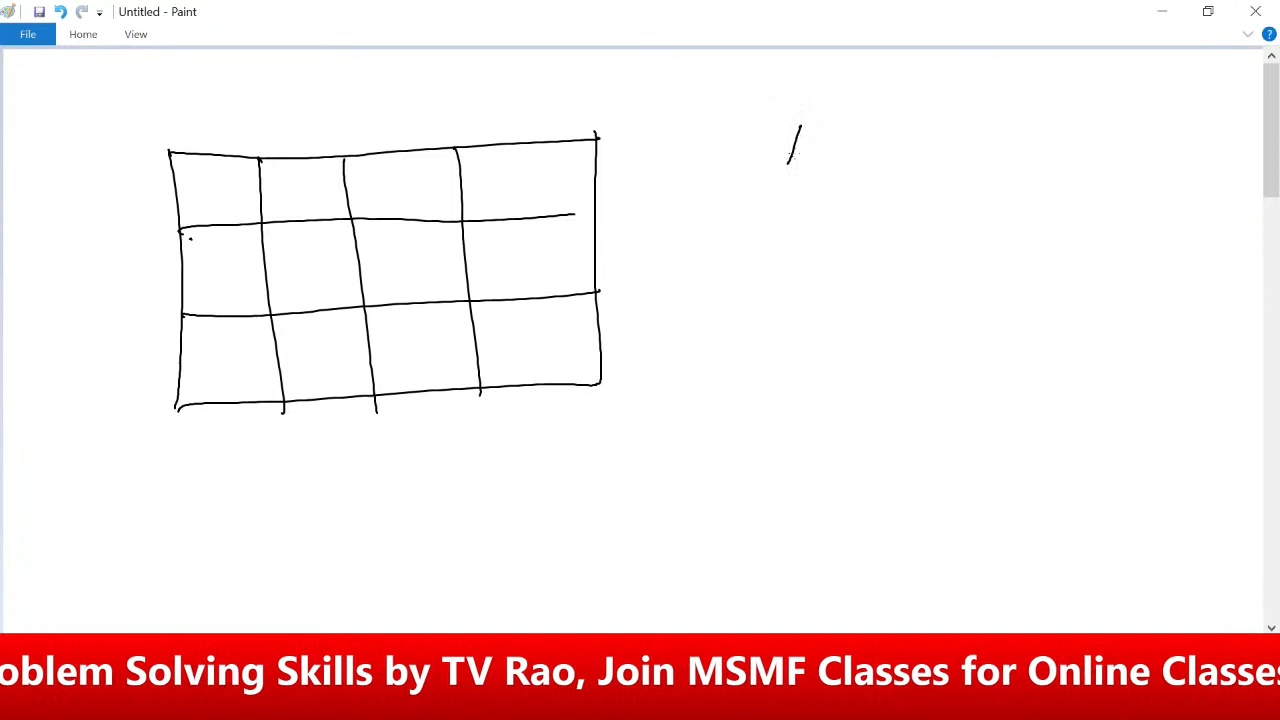 Untitled - Paint
File Home View
oblem Solving Skills by TV Rao, Join MSMF Classes for Online Classes